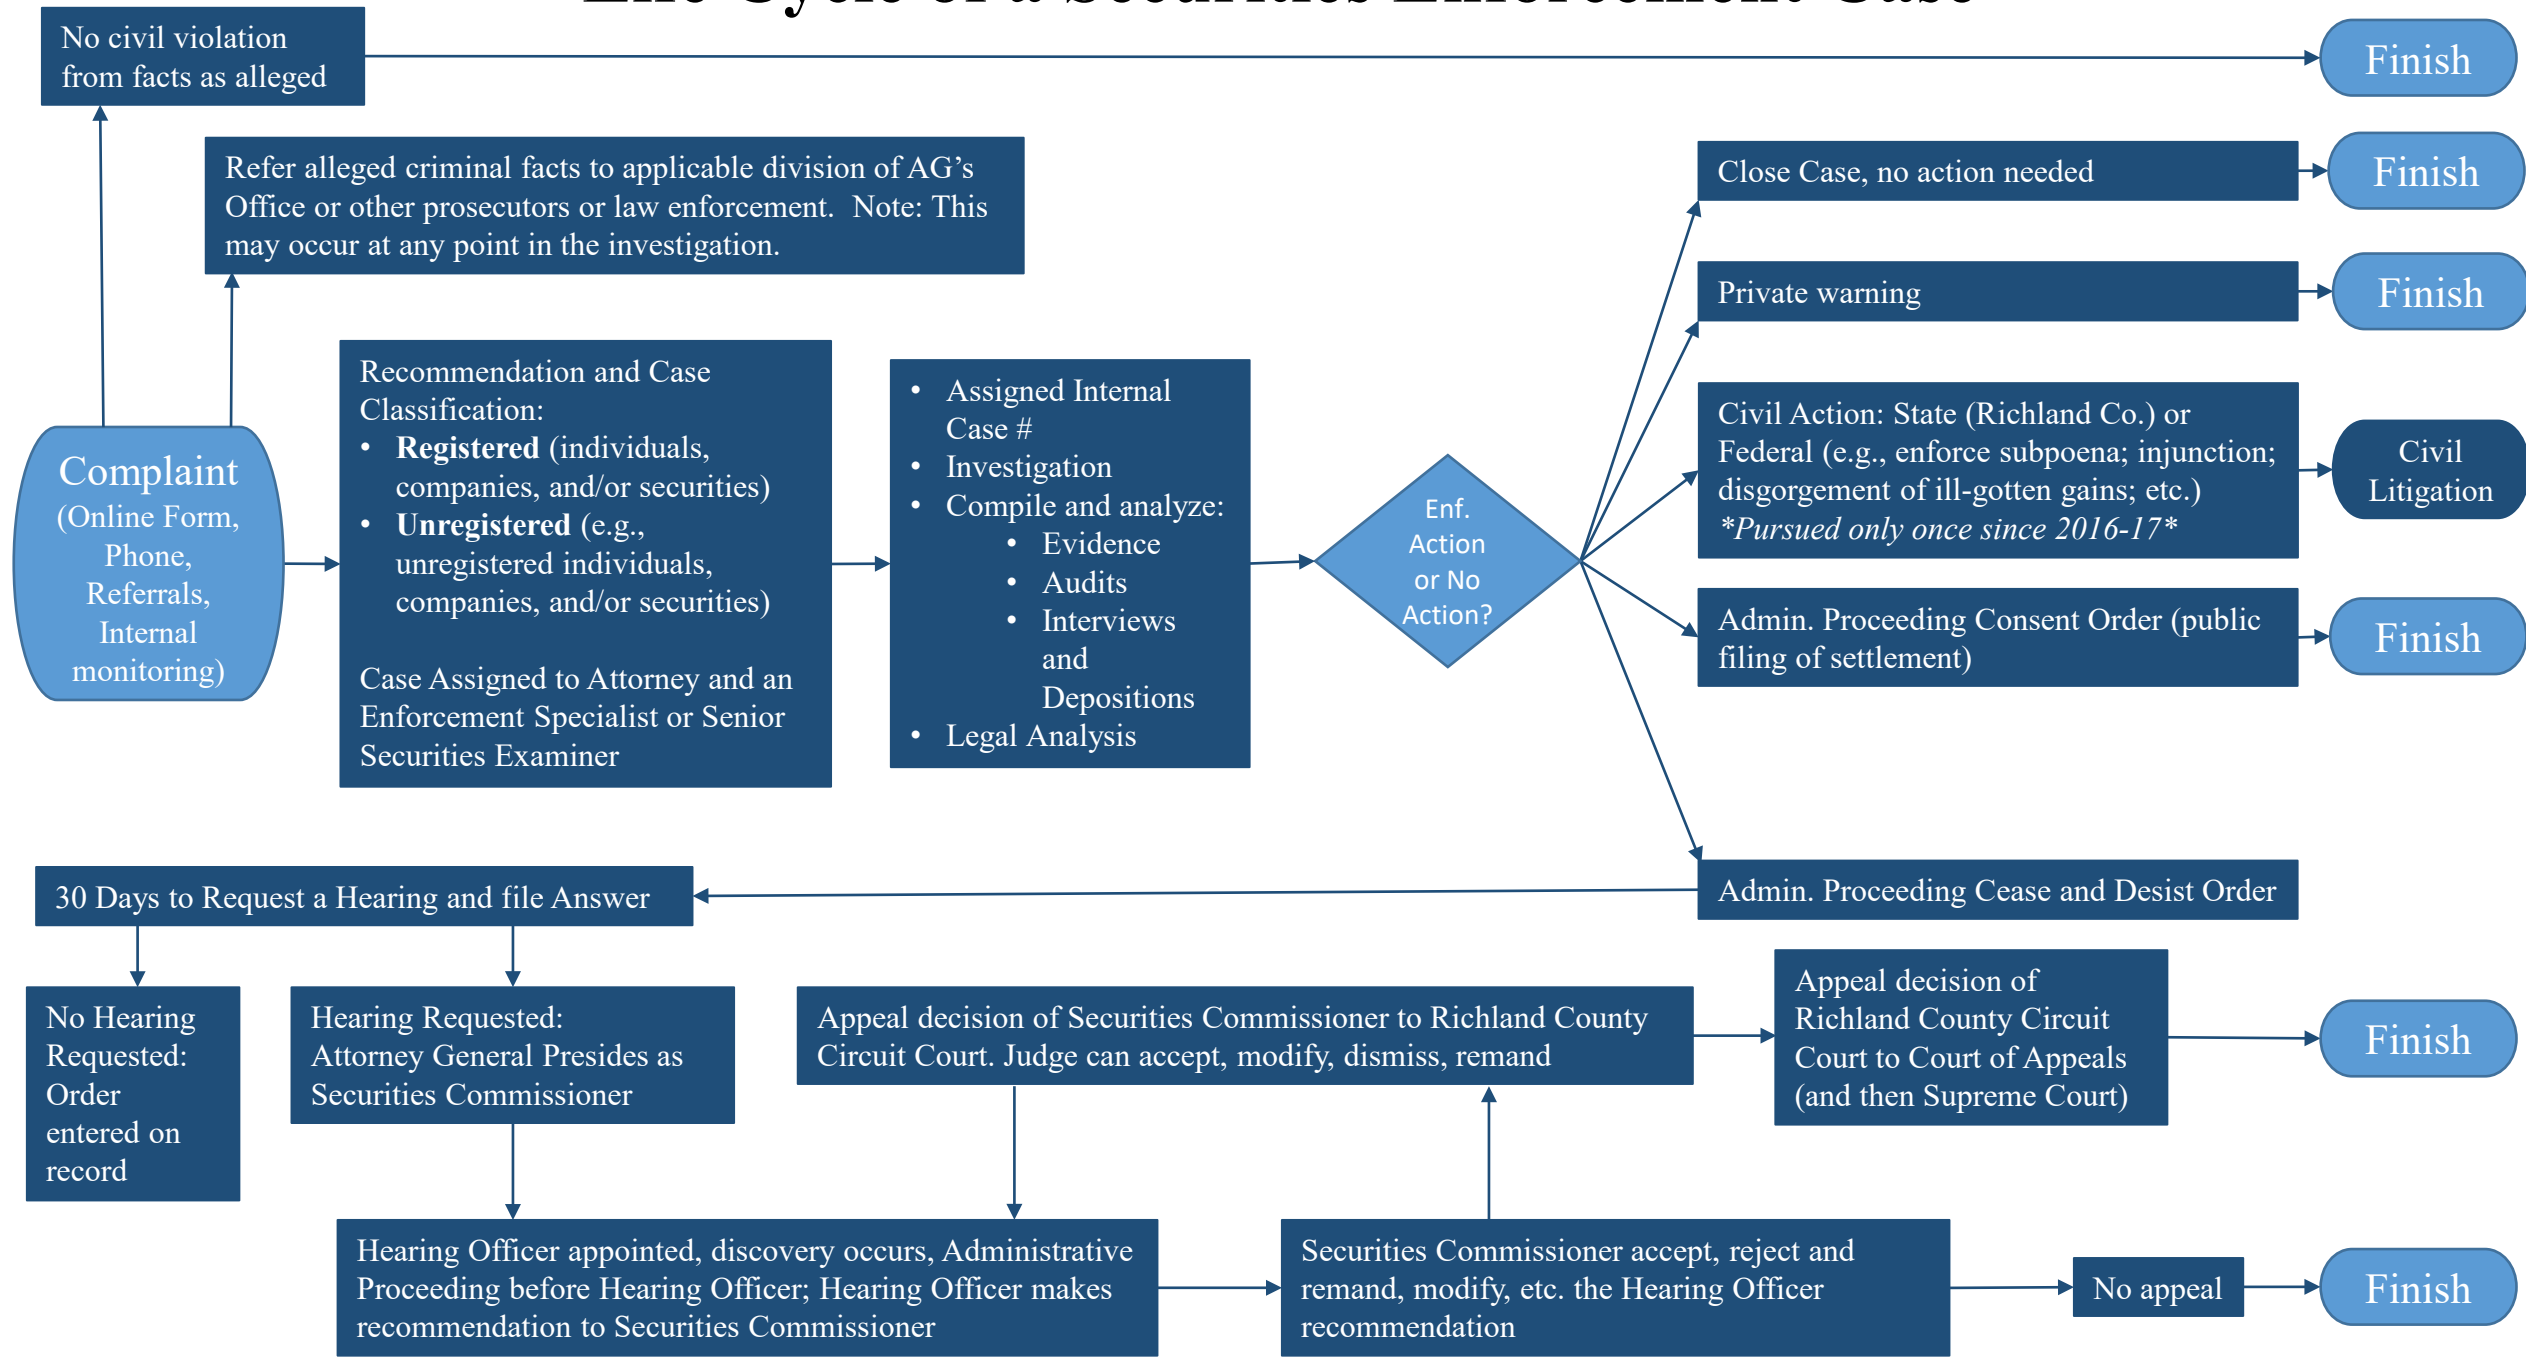 Life Cycle of a Securities Enforcement Case
No civil violation
from facts as alleged
Finish
Refer alleged criminal facts to applicable division of AG’s
Office or other prosecutors or law enforcement.  Note: This
may occur at any point in the investigation.
Close Case, no action needed
Finish
Private warning
Finish
Complaint
(Online Form,
Phone,
Referrals,
Internal
monitoring)
Recommendation and Case
Classification:
• Registered (individuals,
companies, and/or securities)
• Unregistered (e.g.,
unregistered individuals,
companies, and/or securities)
Case Assigned to Attorney and an
Enforcement Specialist or Senior
Securities Examiner
• Assigned Internal
Case #
• Investigation
• Compile and analyze:
• Evidence
• Audits
• Interviews
and
Depositions
• Legal Analysis
Enf.
Action
or No
Action?
Civil Action: State (Richland Co.) or
Federal (e.g., enforce subpoena; injunction;
disgorgement of ill-gotten gains; etc.)
*Pursued only once since 2016-17*
Civil
Litigation
Admin. Proceeding Consent Order (public
filing of settlement)
Finish
Admin. Proceeding Cease and Desist Order
30 Days to Request a Hearing and file Answer
No Hearing
Requested:
Order
entered on
record
Hearing Requested:
Attorney General Presides as
Securities Commissioner
Appeal decision of Securities Commissioner to Richland County
Circuit Court. Judge can accept, modify, dismiss, remand
Appeal decision of
Richland County Circuit
Court to Court of Appeals
(and then Supreme Court)
Finish
Hearing Officer appointed, discovery occurs, Administrative
Proceeding before Hearing Officer; Hearing Officer makes
recommendation to Securities Commissioner
Securities Commissioner accept, reject and
remand, modify, etc. the Hearing Officer
recommendation
No appeal
Finish